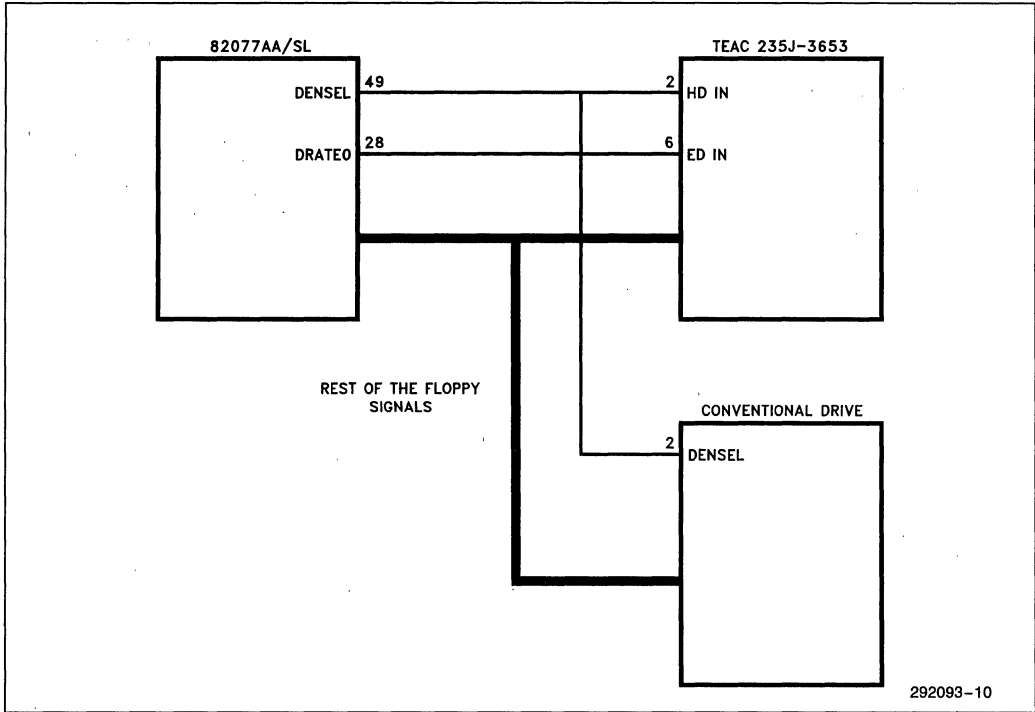 82077AA/SL
TEAC 235J-3653
DENSEL
49
2
HD IN
DRATE0
28
6
ED IN
REST OF THE FLOPPY
SIGNALS
CONVENTIONAL DRIVE
2
DENSEL
292093-10